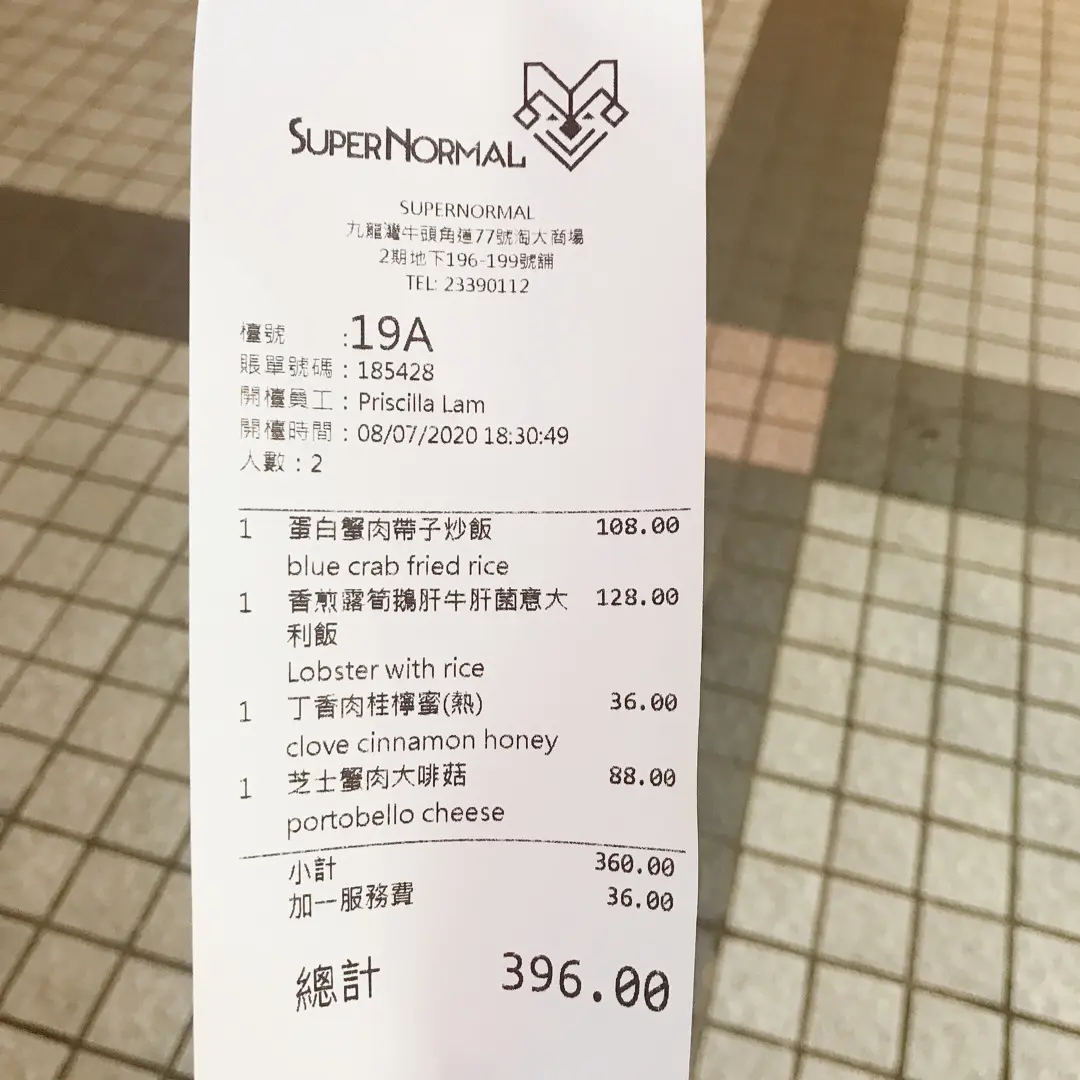 SUPERNORMAL
SUPERNORMAL
九龍灣牛頭角道77號淘大商場
2期地下196-199號舖
TEL: 23390112
檯號 :19A
賬單號碼 : 185428
開檯員工 : Priscilla Lam
開檯時間 : 08/07/2020 18:30:49
人數 : 2
1 蛋白蟹肉帶子炒飯 108.00
blue crab fried rice
1 香煎露筍鵝肝牛肝菌意大 128.00
利飯
Lobster with rice
1 丁香肉桂檸蜜(熱) 36.00
clove cinnamon honey
1 芝士蟹肉大啡菇 88.00
portobello cheese
小計 360.00
加一服務費 36.00
總計 396.00